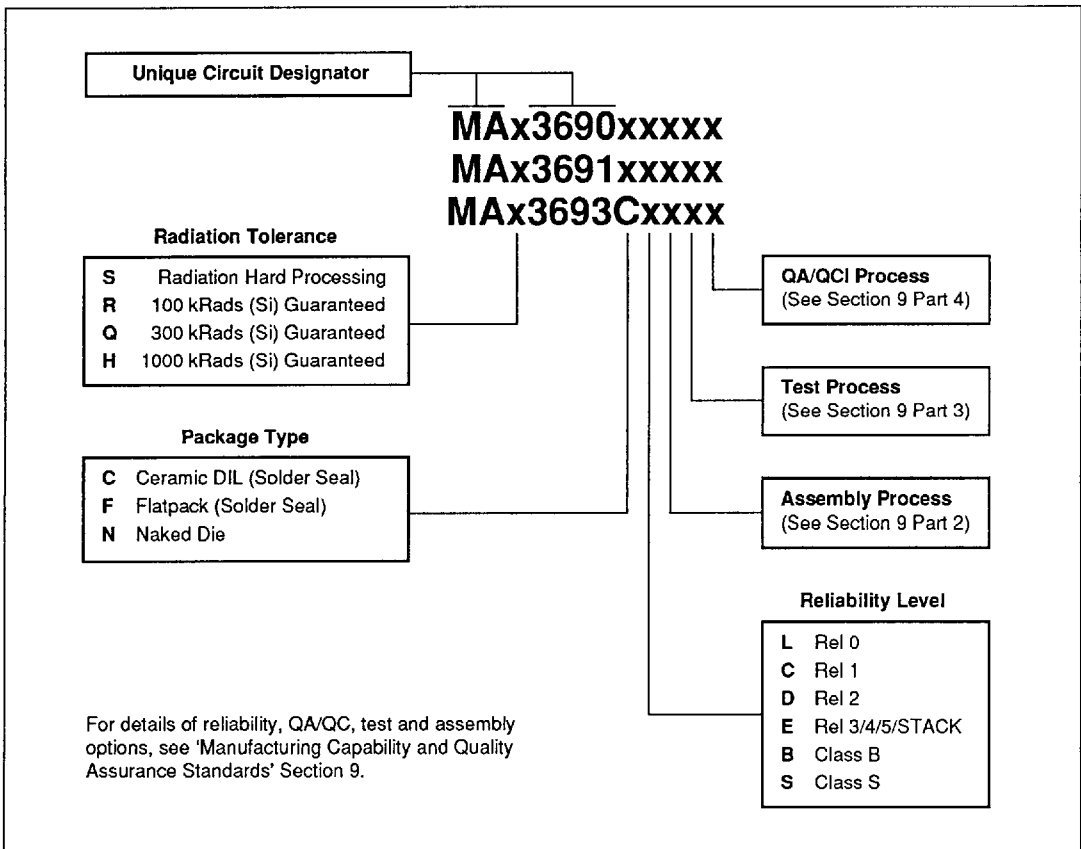 Unique Circuit Designator
MAx3690xxxxx
MAx3691xxxxx
MAx3693Cxxxx
Radiation Tolerance
S Radiation Hard Processing
R 100 kRads (Si) Guaranteed
Q 300 kRads (Si) Guaranteed
H 1000 kRads (Si) Guaranteed
Package Type
C Ceramic DIL (Solder Seal)
F Flatpack (Solder Seal)
N Naked Die
QA/QCI Process
(See Section 9 Part 4)
Test Process
(See Section 9 Part 3)
Assembly Process
(See Section 9 Part 2)
Reliability Level
L Rel 0
C Rel 1
D Rel 2
E Rel 3/4/5/STACK
B Class B
S Class S
For details of reliability, QA/QC, test and assembly
options, see 'Manufacturing Capability and Quality
Assurance Standards' Section 9.